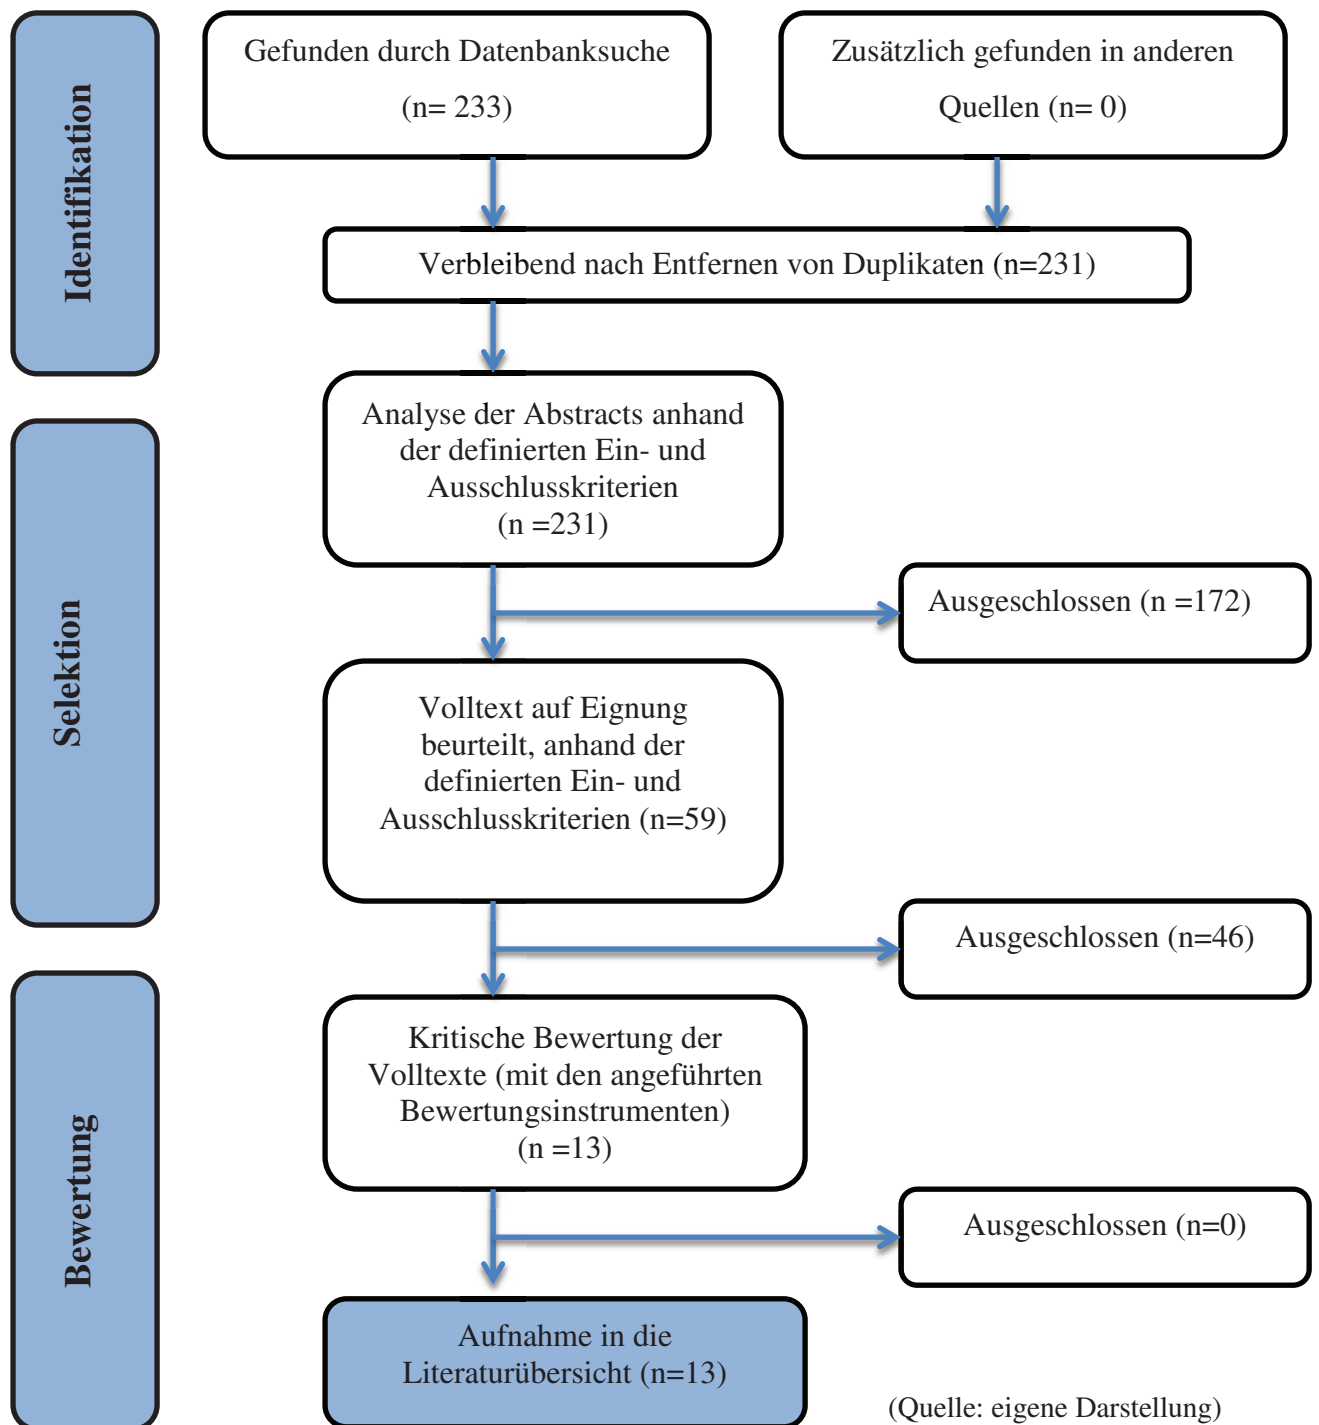 Identifikation
Gefunden durch Datenbanksuche
(n= 233)
Zusätzlich gefunden in anderen
Quellen (n= 0)
Verbleibend nach Entfernen von Duplikaten (n=231)
Selektion
Analyse der Abstracts anhand
der definierten Ein- und
Ausschlusskriterien
(n =231)
Ausgeschlossen (n =172)
Volltext auf Eignung
beurteilt, anhand der
definierten Ein- und
Ausschlusskriterien (n=59)
Ausgeschlossen (n=46)
Bewertung
Kritische Bewertung der
Volltexte (mit den angeführten
Bewertungsinstrumenten)
(n =13)
Ausgeschlossen (n=0)
Aufnahme in die
Literaturübersicht (n=13)
(Quelle: eigene Darstellung)